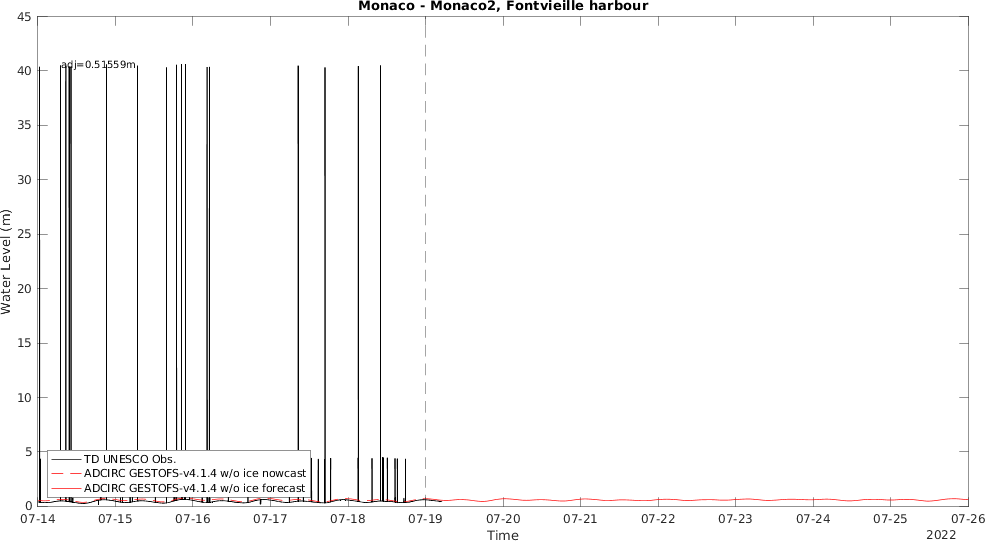 Monaco - Monaco2, Fontvieille harbour
45
40
35
30
25
20
15
10
5
0
Water Level (m)
adj=0.51559m
TD UNESCO Obs.
ADCIRC GESTOFS-v4.1.4 w/o ice nowcast
ADCIRC GESTOFS-v4.1.4 w/o ice forecast
07-14 07-15 07-16 07-17 07-18 07-19 07-20 07-21 07-22 07-23 07-24 07-25 07-26
Time
2022